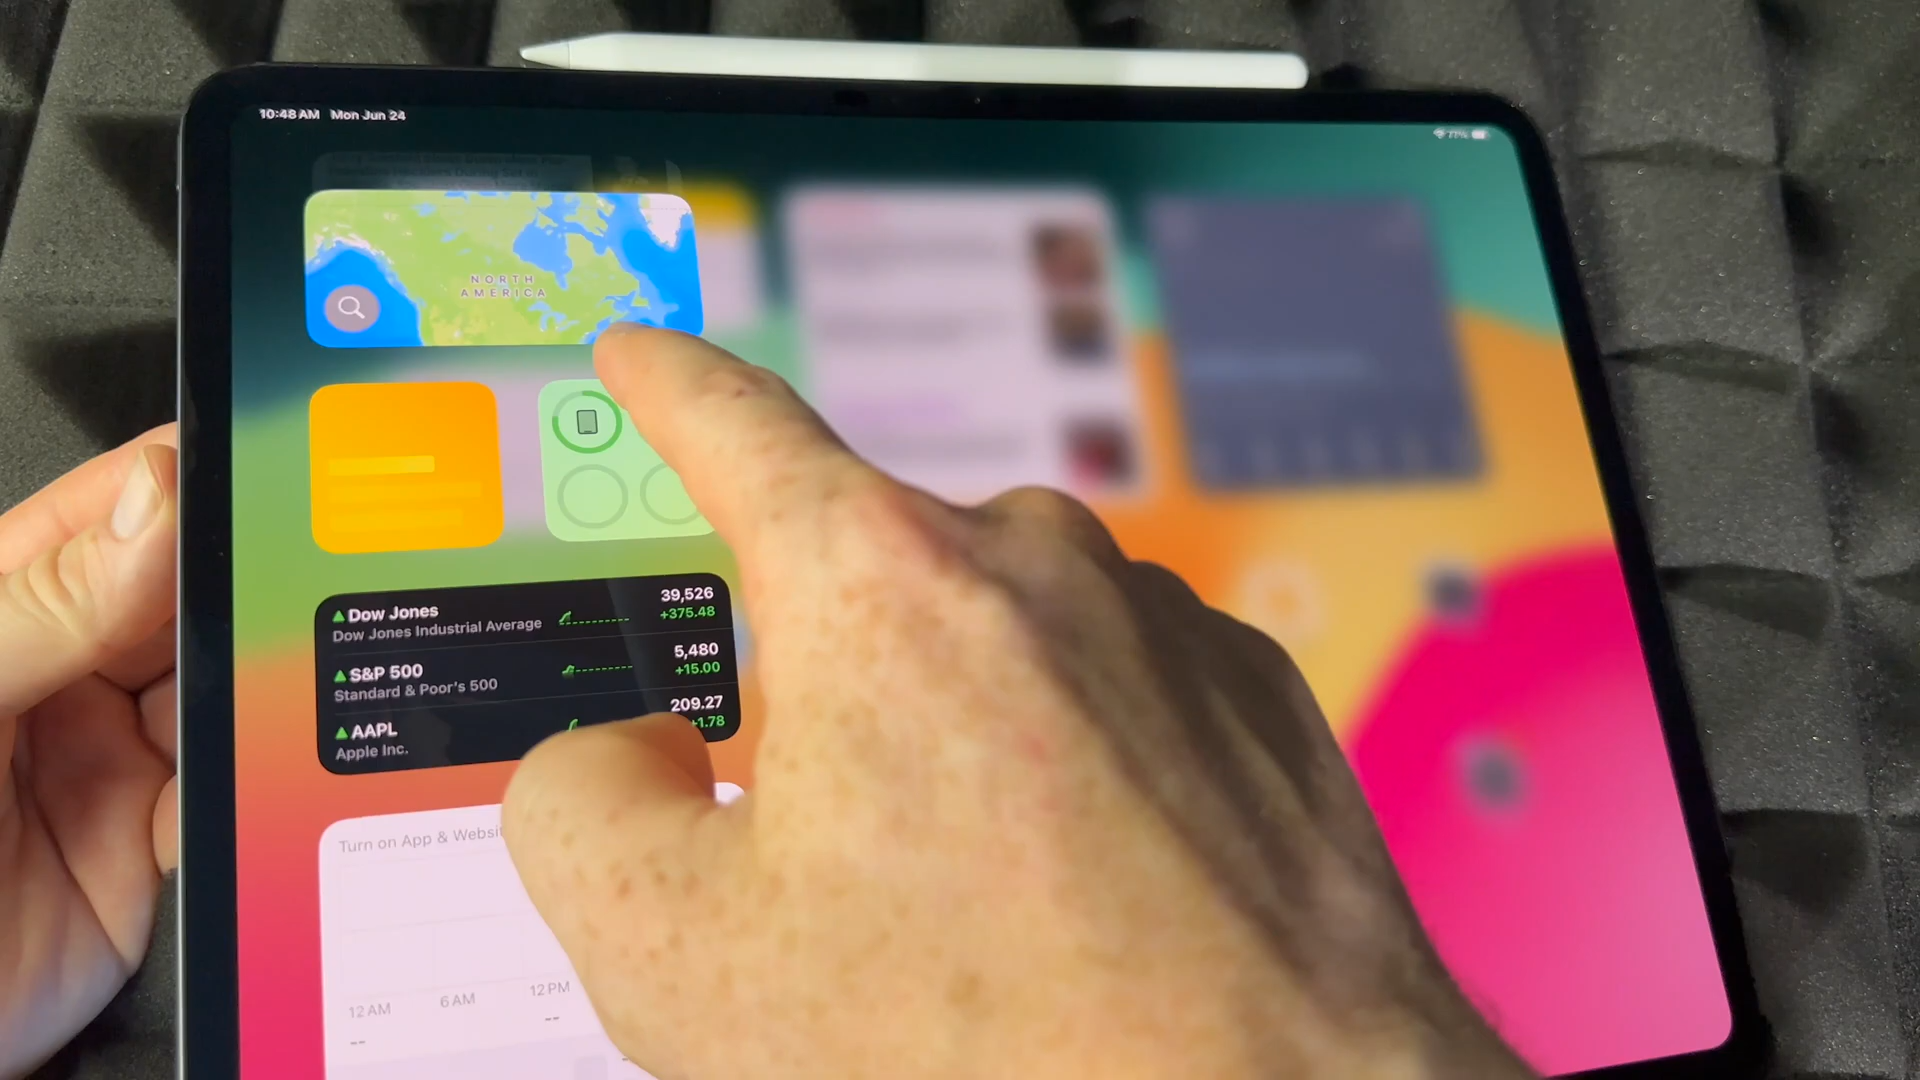 10:48 AM Mon Jun 24
77%
NORTH
AMERICA
Dow Jones
39,526
Dow Jones Industrial Average
+375.48
S&P 500
5,480
Standard & Poor's 500
+15.00
AAPL
209.27
Apple Inc.
+1.78
Turn on App &
12 AM
6 AM
12 PM
--
--